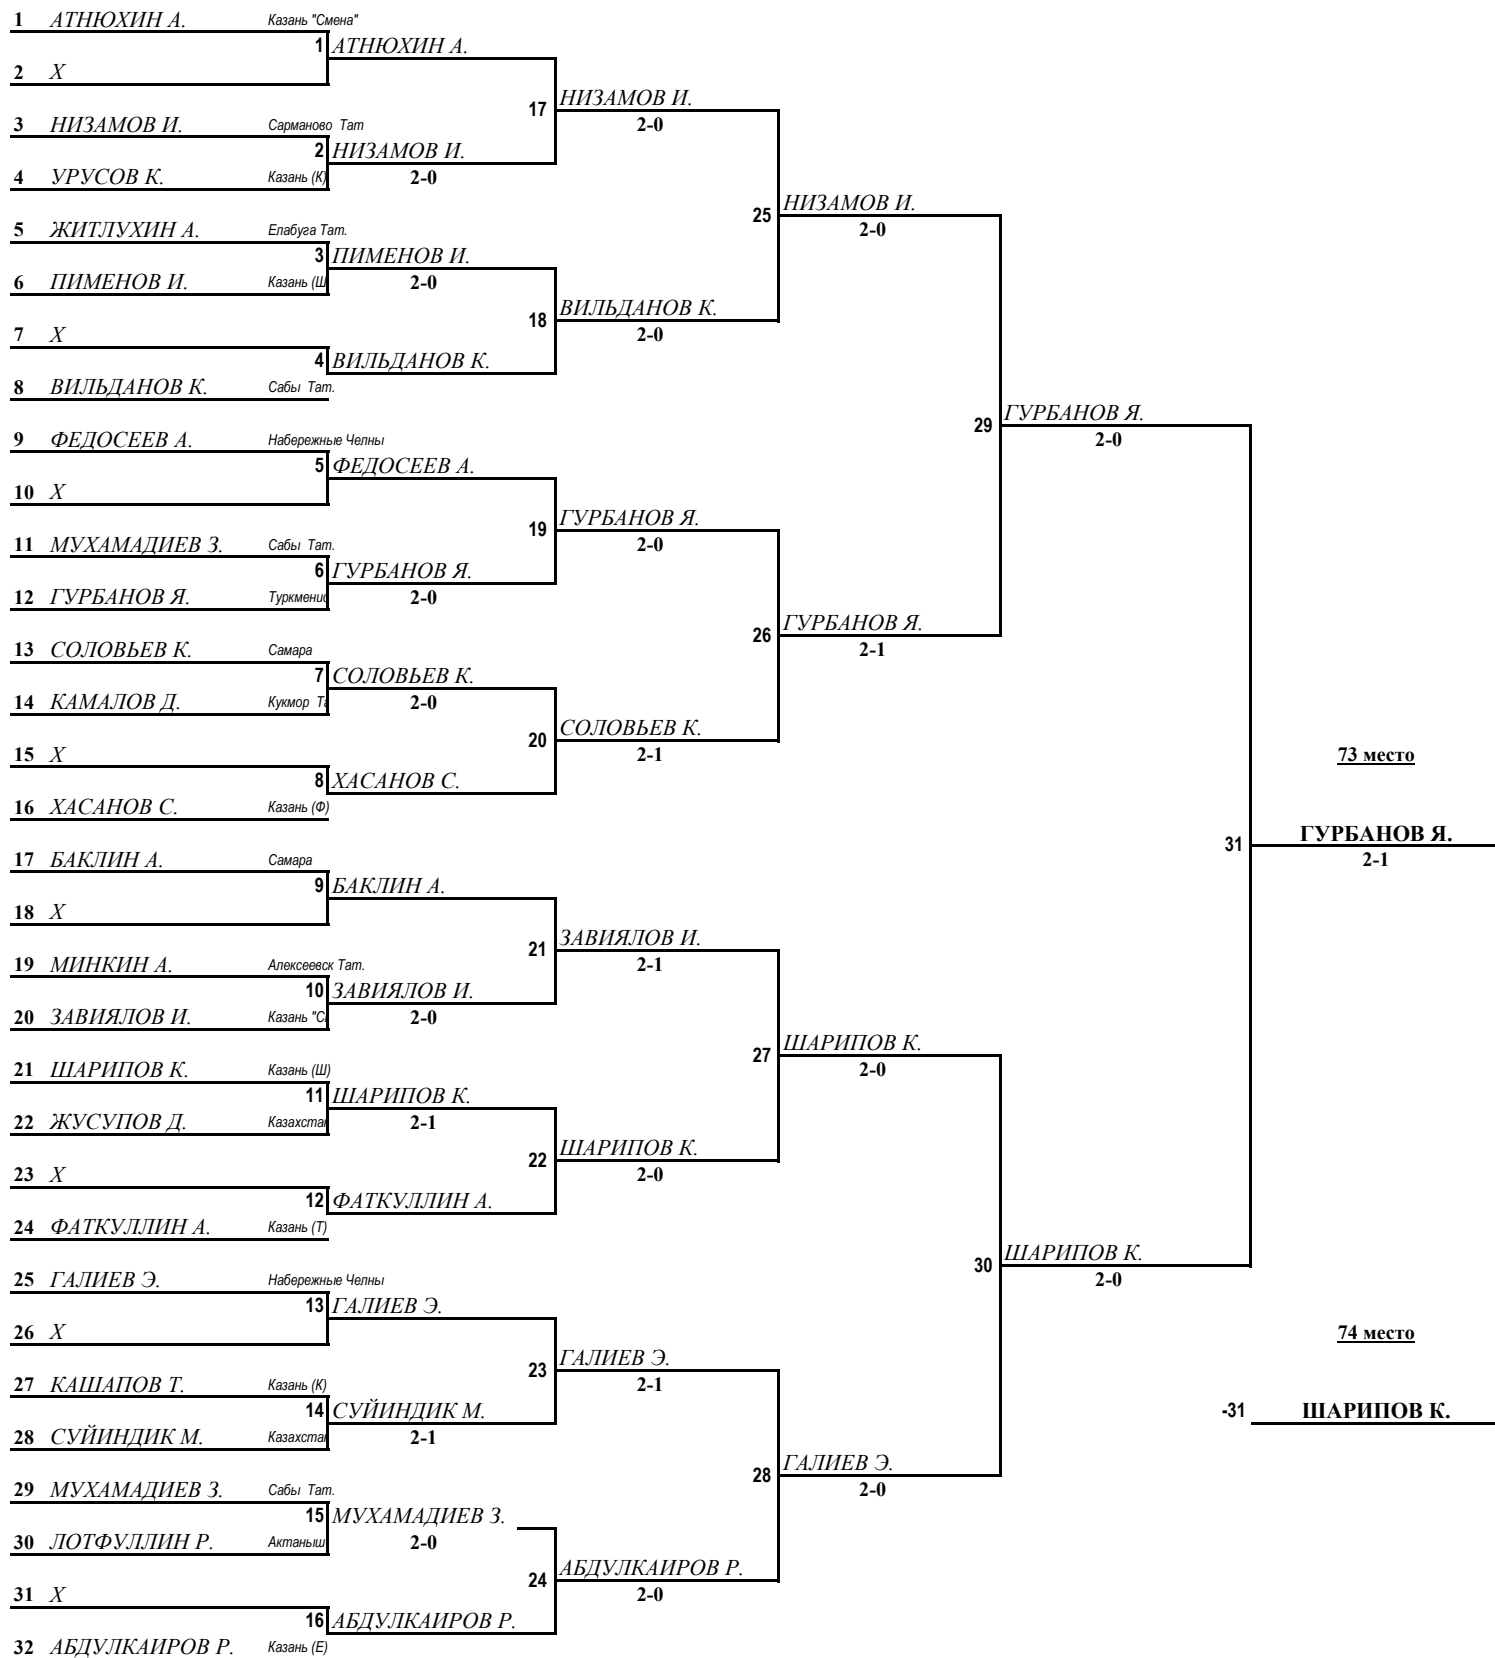 1 АТНЮХИН А. Казань "Смена"
1 АТНЮХИН А.
2 Х
17 НИЗАМОВ И.
2-0
3 НИЗАМОВ И. Сарманово Тат
2 НИЗАМОВ И.
4 УРУСОВ К. Казань (К) 2-0
25 НИЗАМОВ И.
2-0
5 ЖИТЛУХИН А. Елабуга Тат.
3 ПИМЕНОВ И.
6 ПИМЕНОВ И. Казань (Ш 2-0
18 ВИЛЬДАНОВ К.
2-0
7 Х
4 ВИЛЬДАНОВ К.
8 ВИЛЬДАНОВ К. Сабы Тат.
29 ГУРБАНОВ Я.
2-0
9 ФЕДОСЕЕВ А. Набережные Челны
5 ФЕДОСЕЕВ А.
10 Х
19 ГУРБАНОВ Я.
2-0
11 МУХАМАДИЕВ З. Сабы Тат.
6 ГУРБАНОВ Я.
12 ГУРБАНОВ Я. Туркменис 2-0
26 ГУРБАНОВ Я.
2-1
13 СОЛОВЬЕВ К. Самара
7 СОЛОВЬЕВ К.
14 КАМАЛОВ Д. Кукмор Та 2-0
20 СОЛОВЬЕВ К.
2-1
15 Х
73 место
8 ХАСАНОВ С.
16 ХАСАНОВ С. Казань (Ф)
31 ГУРБАНОВ Я.
2-1
17 БАКЛИН А. Самара
9 БАКЛИН А.
18 Х
21 ЗАВИЯЛОВ И.
2-1
19 МИНКИН А. Алексеевск Тат.
10 ЗАВИЯЛОВ И.
20 ЗАВИЯЛОВ И. Казань "С 2-0
27 ШАРИПОВ К.
2-0
21 ШАРИПОВ К. Казань (Ш)
11 ШАРИПОВ К.
22 ЖУСУПОВ Д. Казахстан 2-1
22 ШАРИПОВ К.
2-0
23 Х
12 ФАТКУЛЛИН А.
24 ФАТКУЛЛИН А. Казань (Т)
30 ШАРИПОВ К.
2-0
25 ГАЛИЕВ Э. Набережные Челны
13 ГАЛИЕВ Э.
26 Х
74 место
23 ГАЛИЕВ Э.
2-1
27 КАШАПОВ Т. Казань (К)
14 СУЙИНДИК М.
-31 ШАРИПОВ К.
28 СУЙИНДИК М. Казахстан 2-1
28 ГАЛИЕВ Э.
2-0
29 МУХАМАДИЕВ З. Сабы Тат.
15 МУХАМАДИЕВ З.
30 ЛОТФУЛЛИН Р. Актаныш 2-0
24 АБДУЛКАИРОВ Р.
2-0
31 Х
16 АБДУЛКАИРОВ Р.
32 АБДУЛКАИРОВ Р. Казань (Е)